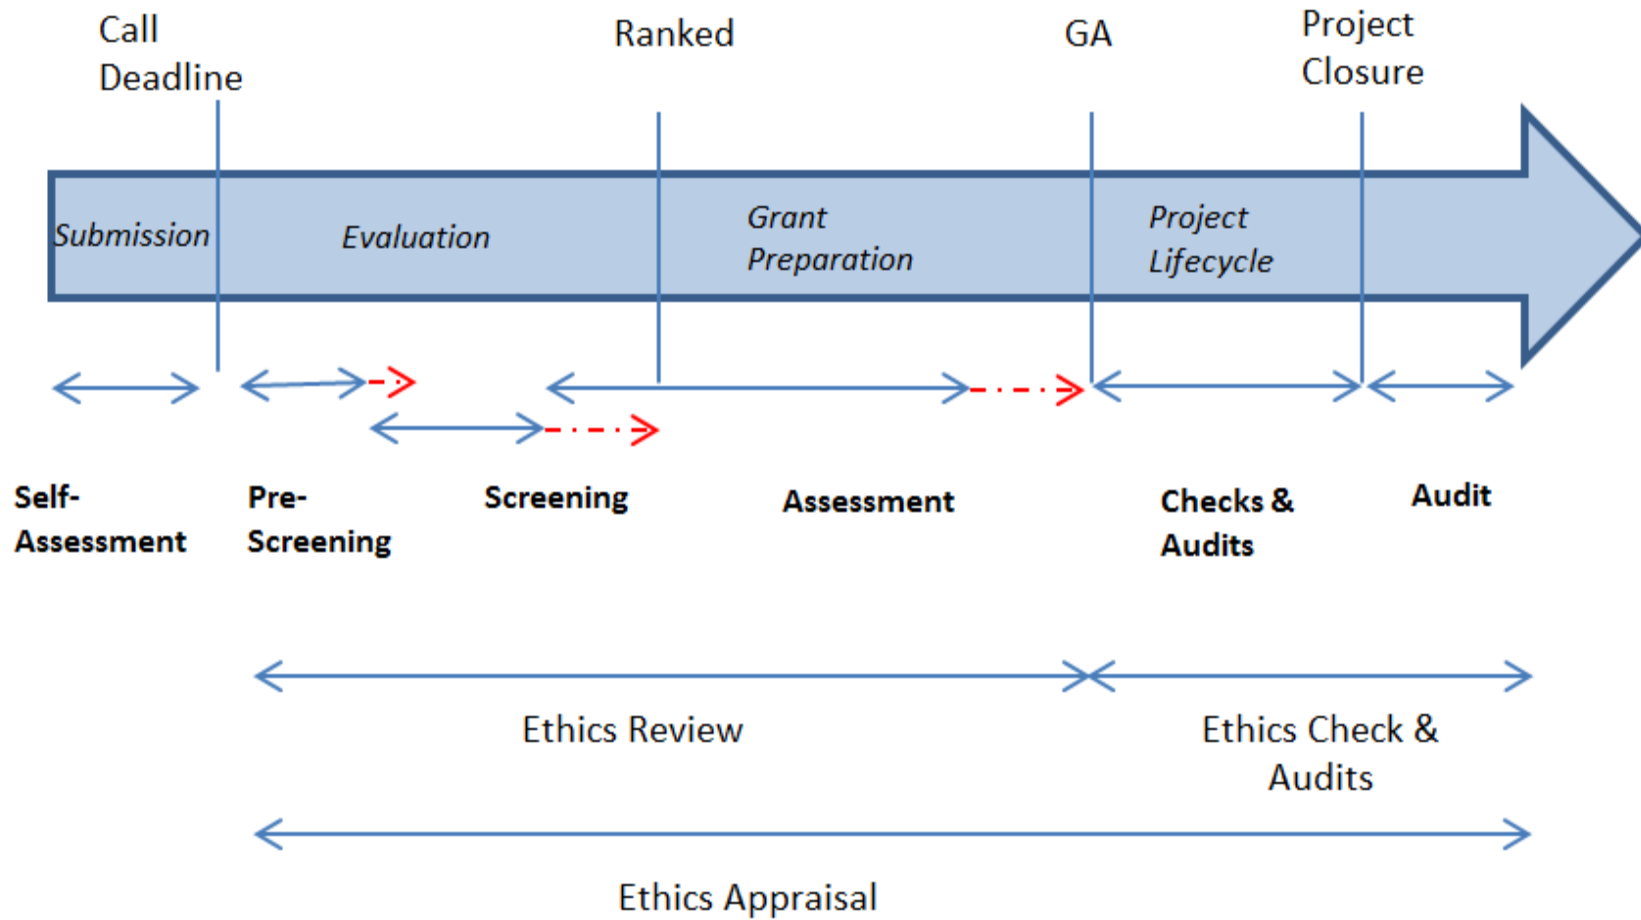 Call
Deadline
Ranked
GA
Project
Closure
Submission
Evaluation
Grant
Preparation
Project
Lifecycle
Self-
Assessment
Pre-
Screening
Screening
Assessment
Checks &
Audits
Audit
Ethics Review
Ethics Check &
Audits
Ethics Appraisal